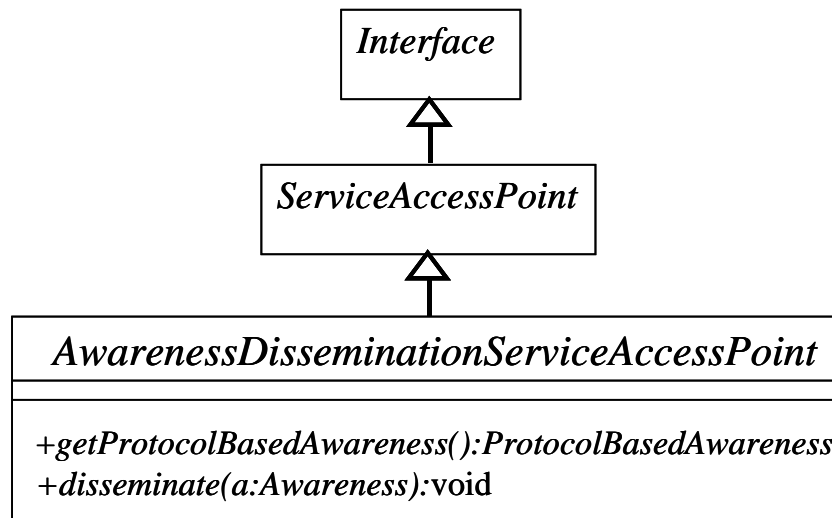 Interface
ServiceAccessPoint
AwarenessDisseminationServiceAccessPoint
+getProtocolBasedAwareness():ProtocolBasedAwareness
+disseminate(a:Awareness):void